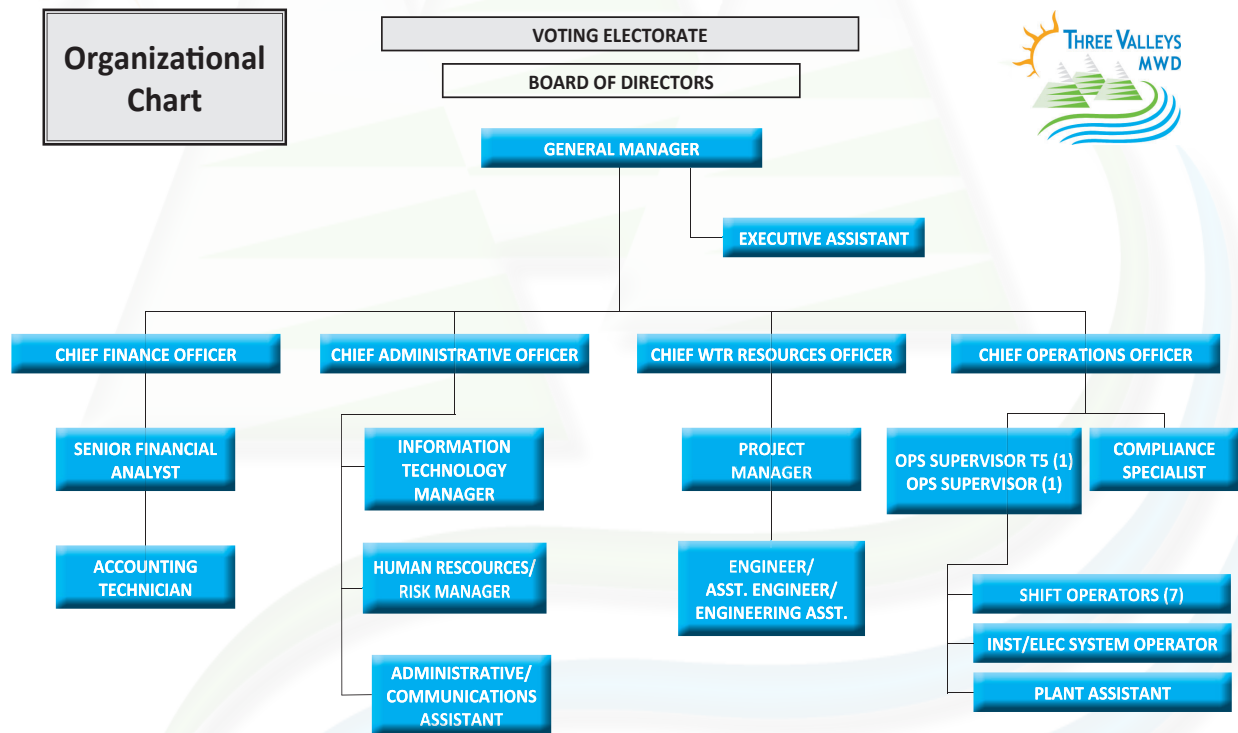 Organizational
Chart
VOTING ELECTORATE
BOARD OF DIRECTORS
THREE VALLEYS
MWD
GENERAL MANAGER
EXECUTIVE ASSISTANT
CHIEF FINANCE OFFICER
CHIEF ADMINISTRATIVE OFFICER
CHIEF WTR RESOURCES OFFICER
CHIEF OPERATIONS OFFICER
SENIOR FINANCIAL
ANALYST
INFORMATION
TECHNOLOGY
MANAGER
PROJECT
MANAGER
OPS SUPERVISOR T5 (1)
OPS SUPERVISOR (1)
COMPLIANCE
SPECIALIST
ACCOUNTING
TECHNICIAN
HUMAN RESCOURCES/
RISK MANAGER
ENGINEER/
ASST. ENGINEER/
ENGINEERING ASST.
SHIFT OPERATORS (7)
INST/ELEC SYSTEM OPERATOR
PLANT ASSISTANT
ADMINISTRATIVE/
COMMUNICATIONS
ASSISTANT